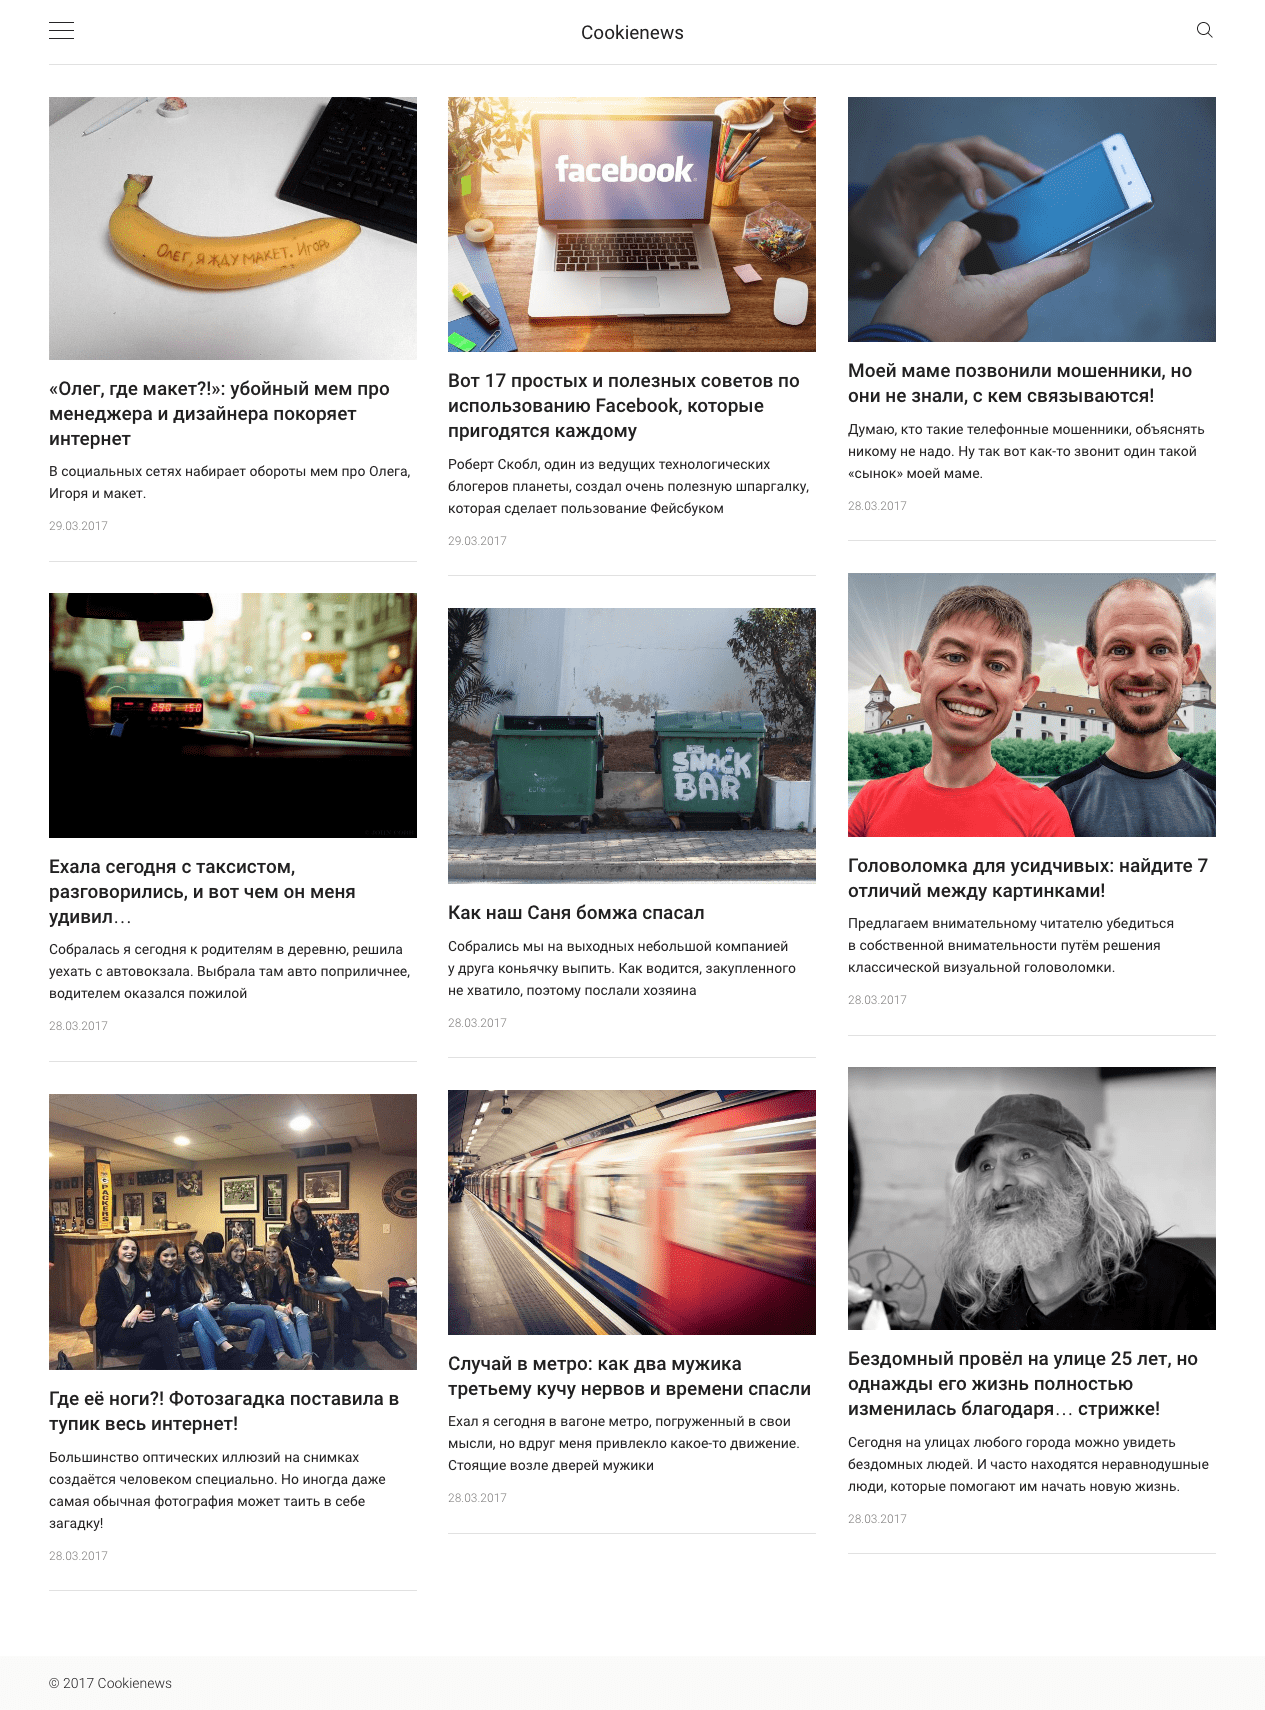 Cookienews
ОЛЕГ, Я ЖДУ МАКЕТ. ИГОРЬ
«Олег, где макет?!»: убойный мем про
менеджера и дизайнера покоряет
интернет
В социальных сетях набирает обороты мем про Олега,
Игоря и макет.
29.03.2017
facebook
Вот 17 простых и полезных советов по
использованию Facebook, которые
пригодятся каждому
Роберт Скобл, один из ведущих технологических
блогеров планеты, создал очень полезную шпаргалку,
которая сделает пользование Фейсбуком
29.03.2017
Моей маме позвонили мошенники, но
они не знали, с кем связываются!
Думаю, кто такие телефонные мошенники, объяснять
никому не надо. Ну так вот как-то звонит один такой
«сынок» моей маме.
28.03.2017
Ехала сегодня с таксистом,
разговорились, и вот чем он меня
удивил…
Собралась я сегодня к родителям в деревню, решила
уехать с автовокзала. Выбрала там авто поприличнее,
водителем оказался пожилой
28.03.2017
SNACK
BAR
Как наш Саня бомжа спасал
Собрались мы на выходных небольшой компанией
у друга коньячку выпить. Как водится, закупленного
не хватило, поэтому послали хозяина
28.03.2017
Головоломка для усидчивых: найдите 7
отличий между картинками!
Предлагаем внимательному читателю убедиться
в собственной внимательности путём решения
классической визуальной головоломки.
28.03.2017
PACKERS
Где её ноги?! Фотозагадка поставила в
тупик весь интернет!
Большинство оптических иллюзий на снимках
создаётся человеком специально. Но иногда даже
самая обычная фотография может таить в себе
загадку!
28.03.2017
Случай в метро: как два мужика
третьему кучу нервов и времени спасли
Ехал я сегодня в вагоне метро, погруженный в свои
мысли, но вдруг меня привлекло какое-то движение.
Стоящие возле дверей мужики
28.03.2017
Бездомный провёл на улице 25 лет, но
однажды его жизнь полностью
изменилась благодаря… стрижке!
Сегодня на улицах любого города можно увидеть
бездомных людей. И часто находятся неравнодушные
люди, которые помогают им начать новую жизнь.
28.03.2017
© 2017 Cookienews